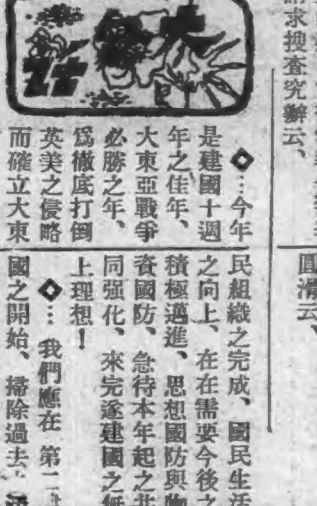 請求搜查究辦云、
圓滑云、
◇…今年
是建國十週
年之佳年、
大東亞戰爭
必勝之年、
爲徹底打倒
英美之侵略
而確立大東
民組織之完成、國民生活
之向上、在在需要今後之
積極邁進、思想國防與物
資國防、急待本年起之共
同强化、來完遂建國之無
上理想！
◇…我們應在 第二
國之開始、掃除過去、